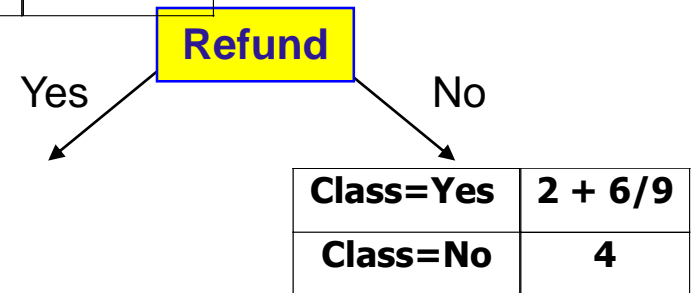 Refund
Yes No
Class=Yes 2 + 6/9
Class=No 4